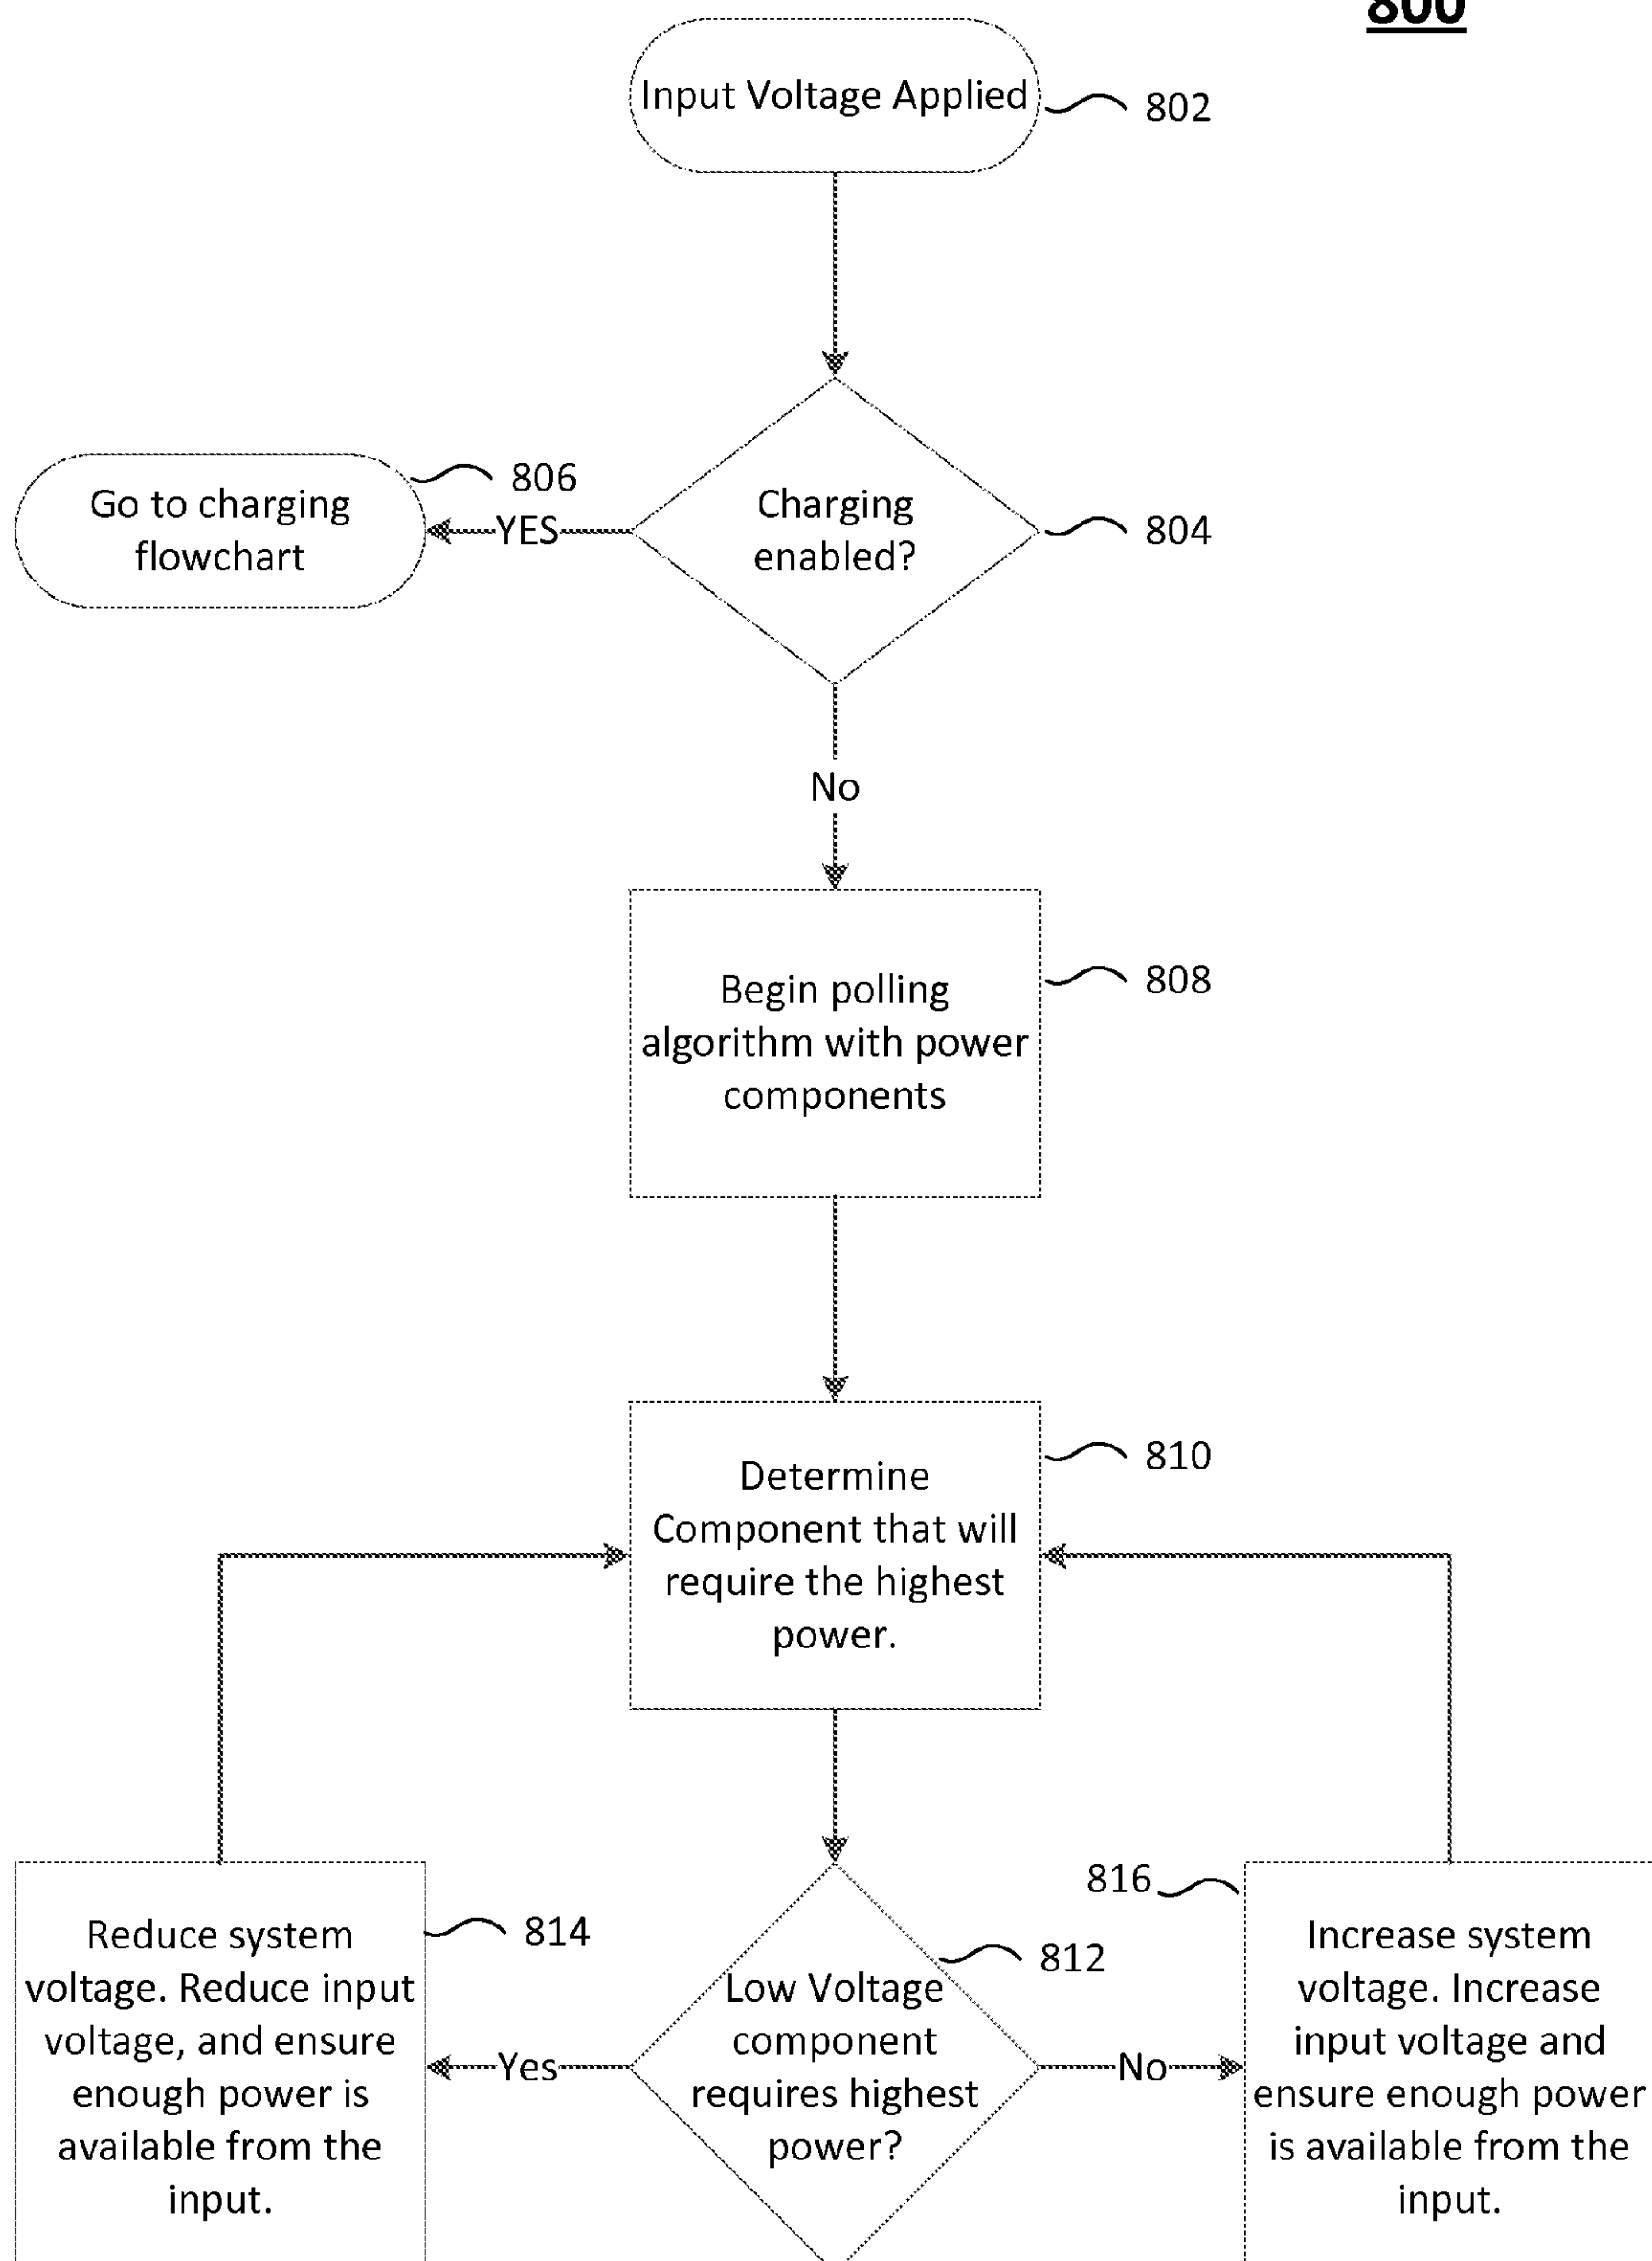 800
Input Voltage Applied
802
806
Go to charging
flowchart
YES
Charging
enabled?
804
No
Begin polling
algorithm with power
components
808
Determine
Component that will
require the highest
power.
810
Reduce system
voltage. Reduce input
voltage, and ensure
enough power is
available from the
input.
814
Yes
Low Voltage
component
requires highest
power?
812
No
816
Increase system
voltage. Increase
input voltage and
ensure enough power
is available from the
input.